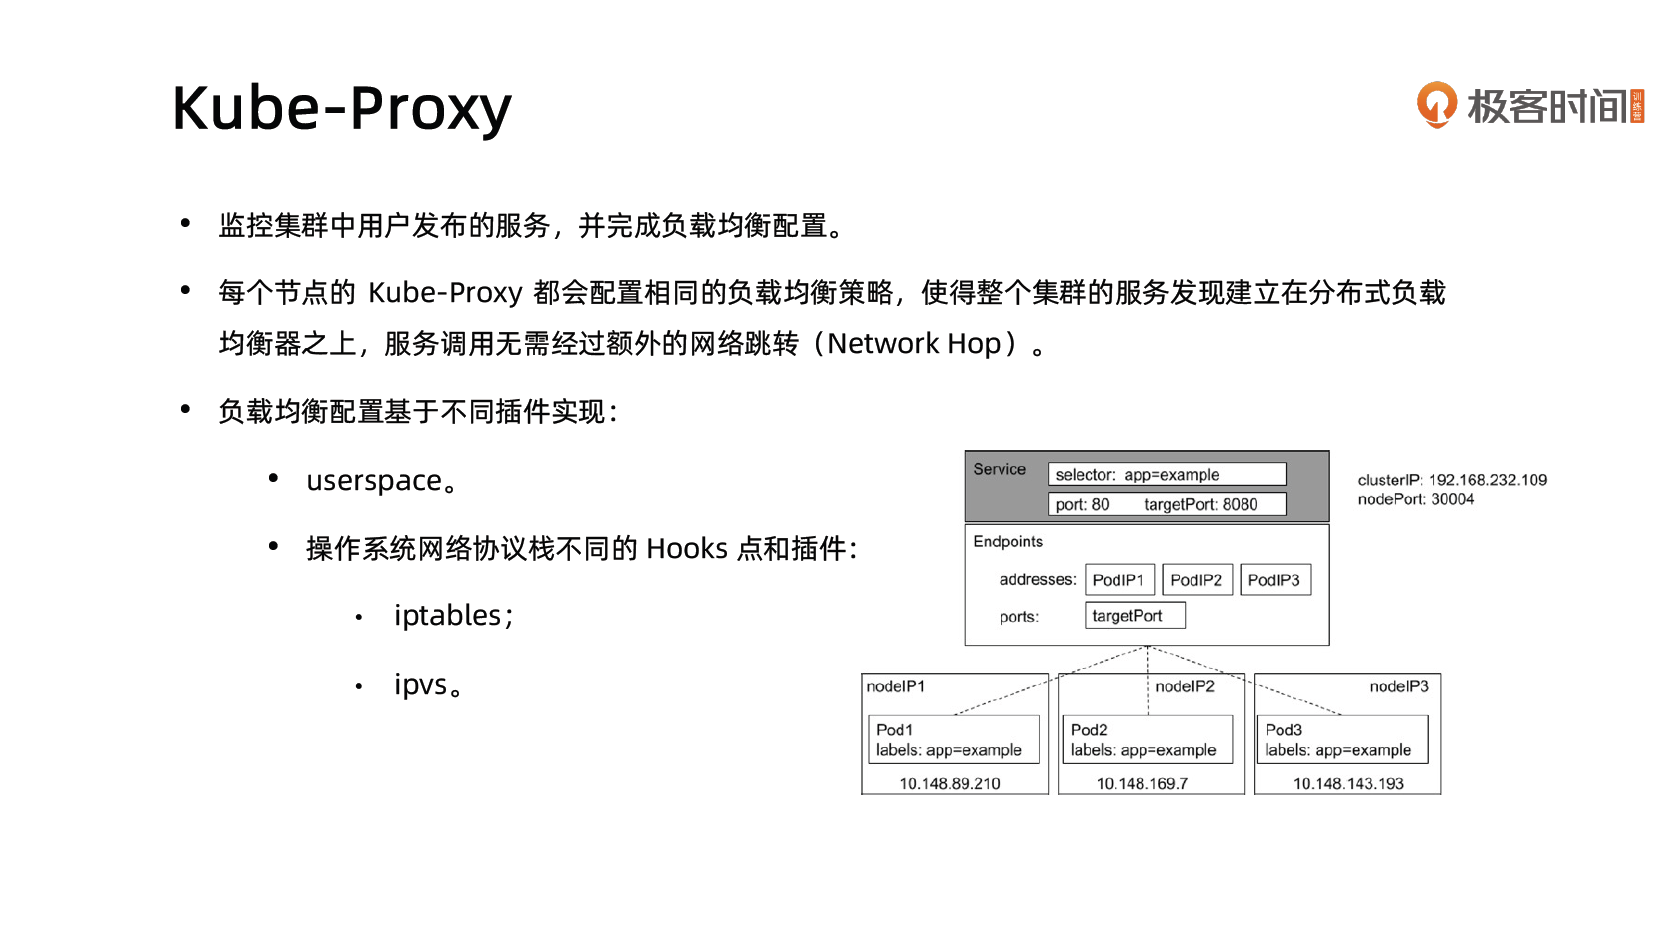 Kube-Proxy
极客时间
训练营
• 监控集群中用户发布的服务，并完成负载均衡配置。
• 每个节点的 Kube-Proxy 都会配置相同的负载均衡策略，使得整个集群的服务发现建立在分布式负载
均衡器之上，服务调用无需经过额外的网络跳转（Network Hop）。
• 负载均衡配置基于不同插件实现：
• userspace。
• 操作系统网络协议栈不同的 Hooks 点和插件：
• iptables；
• ipvs。
Service
selector: app=example
port: 80 targetPort: 8080
clusterIP: 192.168.232.109
nodePort: 30004
Endpoints
addresses: PodIP1 PodIP2 PodIP3
ports: targetPort
nodeIP1 nodeIP2 nodeIP3
Pod1 Pod2 Pod3
labels: app=example labels: app=example labels: app=example
10.148.89.210 10.148.169.7 10.148.143.193